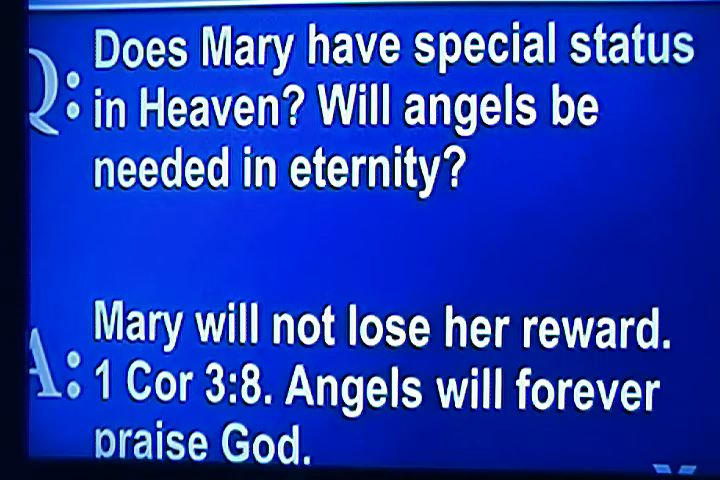 Q: Does Mary have special status
in Heaven? Will angels be
needed in eternity?
A: Mary will not lose her reward.
1 Cor 3:8. Angels will forever
praise God.